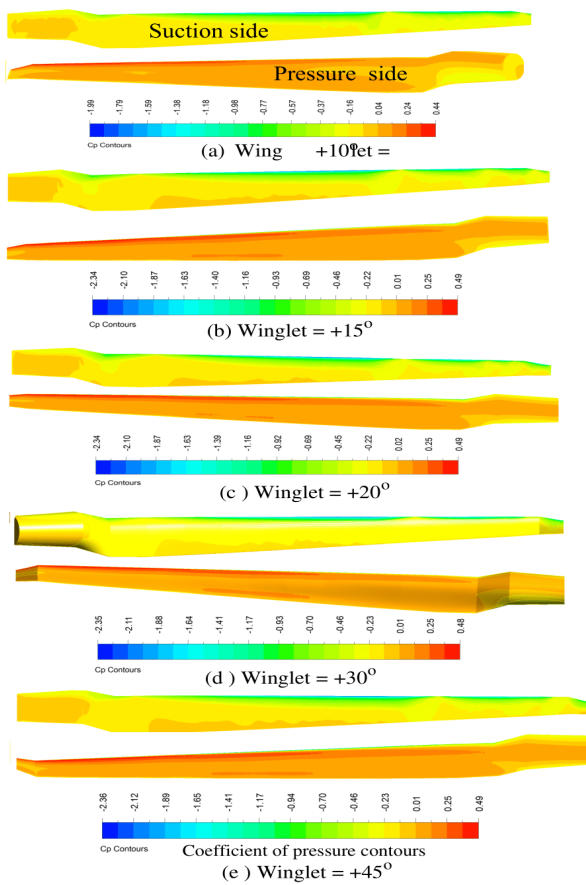 Suction side
Pressure side
-1.99 -1.79 -1.59 -1.38 -1.18 -0.98 -0.77 -0.57 -0.37 -0.16 0.04 0.24 0.44
Cp Contours
(a) Wing +10olet =
-2.34 -2.10 -1.87 -1.63 -1.40 -1.16 -0.93 -0.69 -0.46 -0.22 0.01 0.25 0.49
Cp Contours
(b) Winglet = +15o
-2.34 -2.10 -1.87 -1.63 -1.39 -1.16 -0.92 -0.69 -0.45 -0.22 0.02 0.25 0.49
Cp Contours
(c ) Winglet = +20o
-2.35 -2.11 -1.88 -1.64 -1.41 -1.17 -0.93 -0.70 -0.46 -0.23 0.01 0.25 0.48
Cp Contours
(d ) Winglet = +30o
-2.36 -2.12 -1.89 -1.65 -1.41 -1.17 -0.94 -0.70 -0.46 -0.23 0.01 0.25 0.49
Cp Contours
Coefficient of pressure contours
(e ) Winglet = +45o